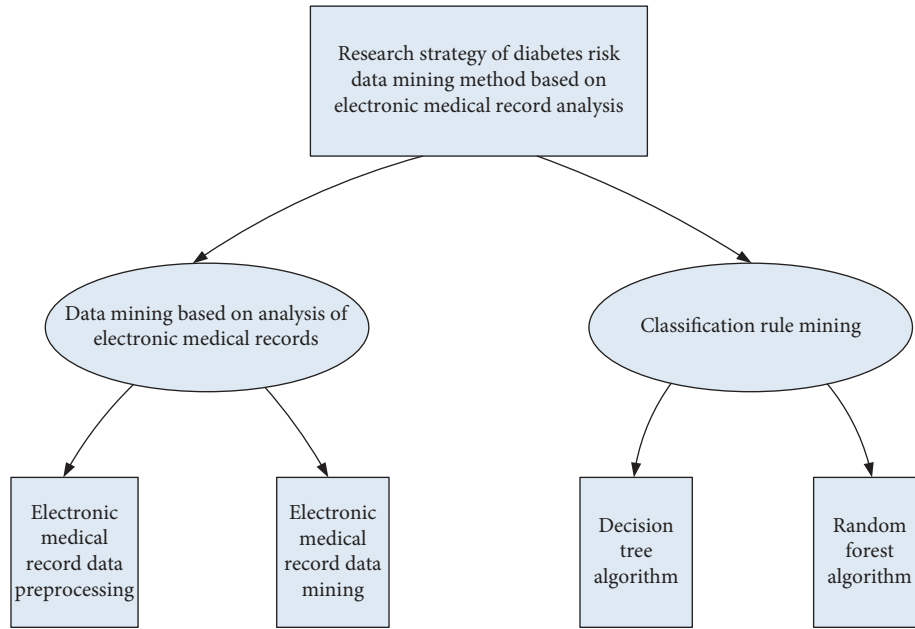 Research strategy of diabetes risk
data mining method based on
electronic medical record analysis
Data mining based on analysis of
electronic medical records
Classification rule mining
Electronic
medical
record data
preprocessing
Electronic
medical
record data
mining
Decision
tree
algorithm
Random
forest
algorithm